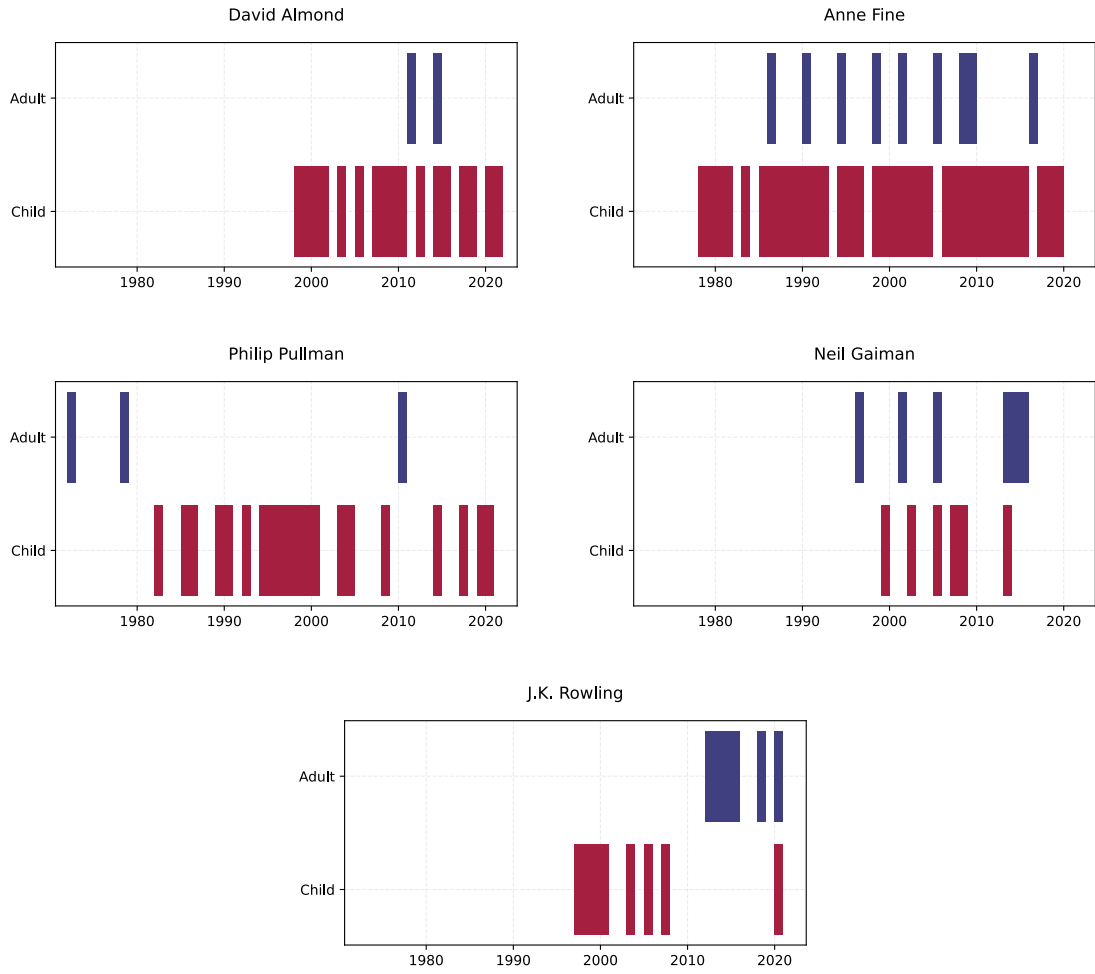 David Almond
Anne Fine
Adult
Child
1980 1990 2000 2010 2020
Adult
Child
1980 1990 2000 2010 2020
Philip Pullman
Neil Gaiman
Adult
Child
1980 1990 2000 2010 2020
Adult
Child
1980 1990 2000 2010 2020
J.K. Rowling
Adult
Child
1980 1990 2000 2010 2020